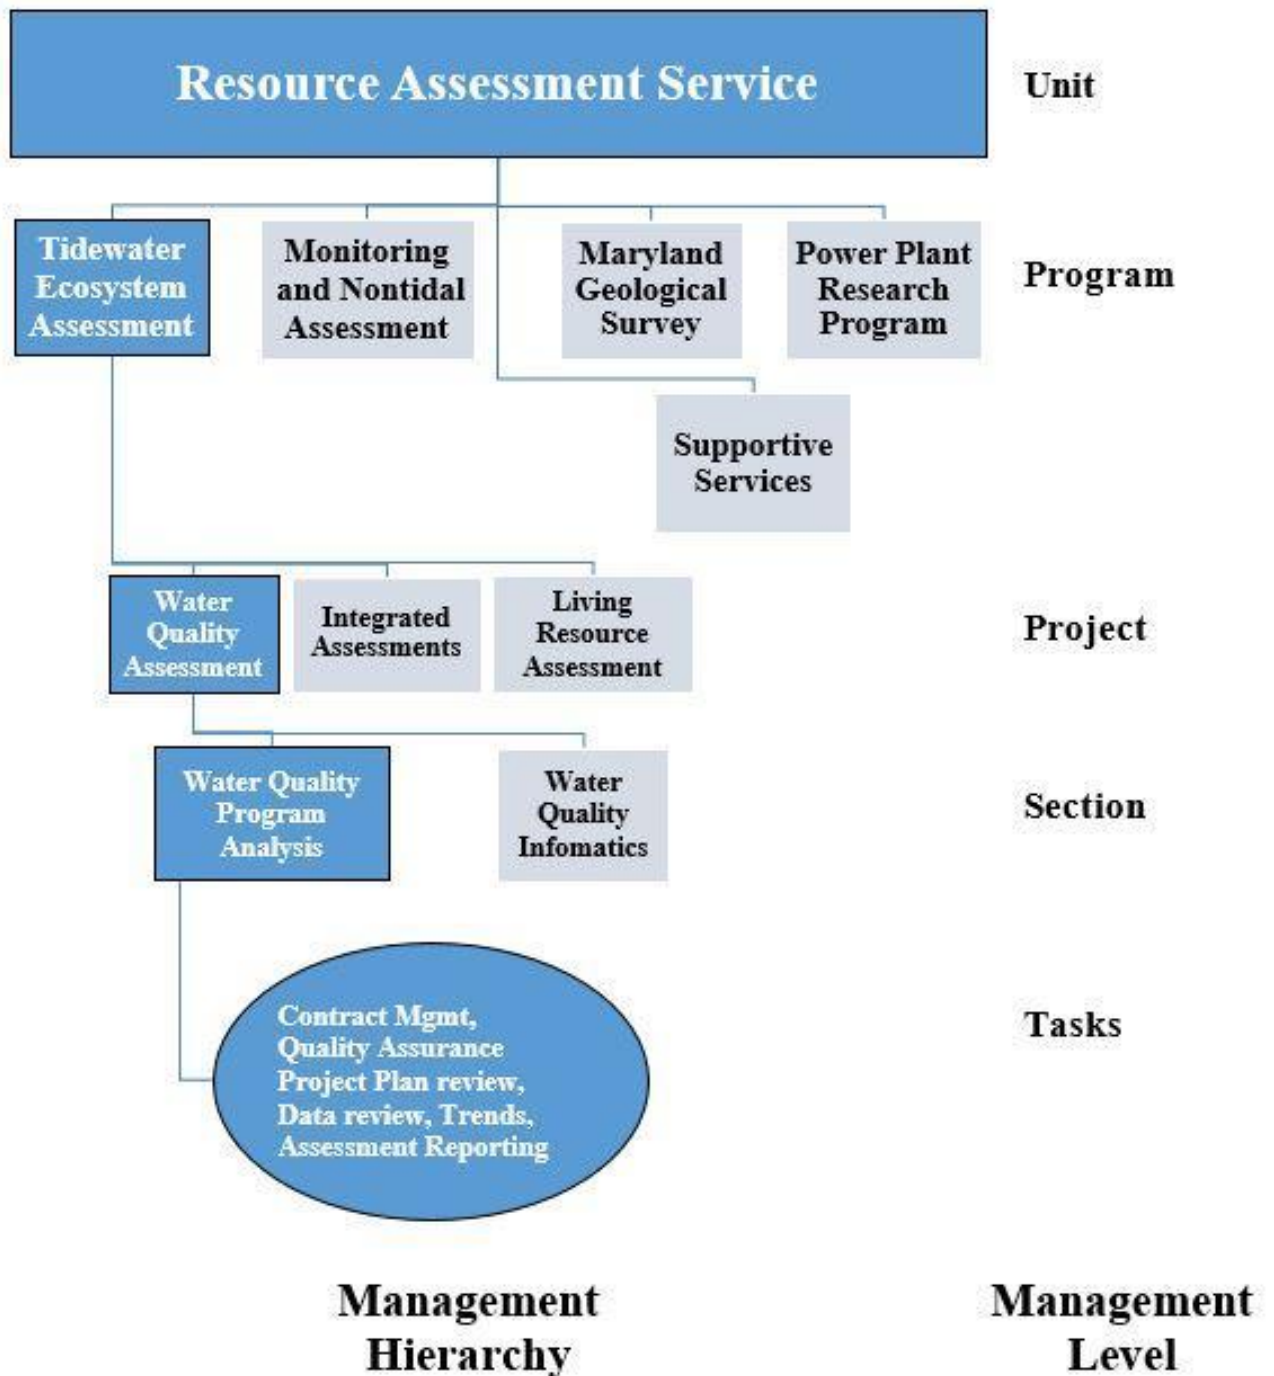 Resource Assessment Service
Unit
Tidewater
Ecosystem
Assessment
Monitoring
and Nontidal
Assessment
Maryland
Geological
Survey
Power Plant
Research
Program
Program
Supportive
Services
Water
Quality
Assessment
Integrated
Assessments
Living
Resource
Assessment
Project
Water Quality
Program
Analysis
Water
Quality
Infomatics
Section
Contract Mgmt,
Quality Assurance
Project Plan review,
Data review, Trends,
Assessment Reporting
Tasks
Management
Hierarchy
Management
Level